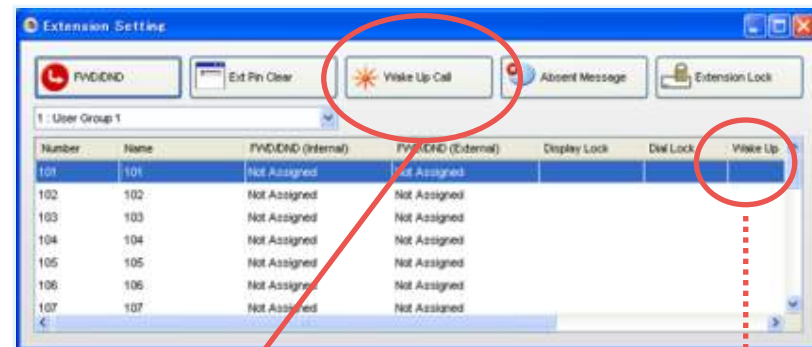 Extension Setting
FWD/DND Ext Pin Clear Wake Up Call Absent Message Extension Lock
1 : User Group 1
Number Name FWD/DND (Internal) FWD/DND (External) Display Lock Dial Lock Wake Up
101 101 Not Assigned Not Assigned
102 102 Not Assigned Not Assigned
103 103 Not Assigned Not Assigned
104 104 Not Assigned Not Assigned
105 105 Not Assigned Not Assigned
106 106 Not Assigned Not Assigned
107 107 Not Assigned Not Assigned